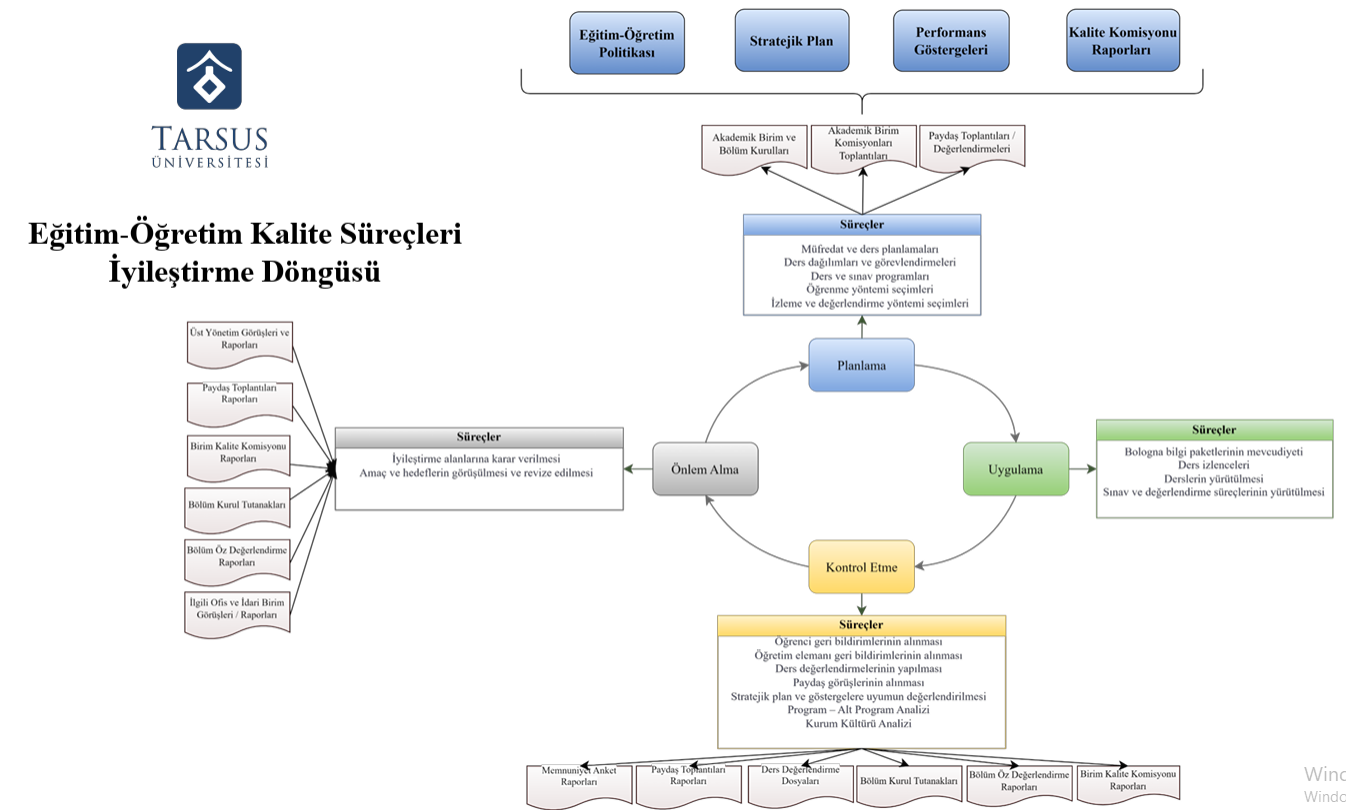 Eğitim-Öğretim
Politikası
Stratejik Plan
Performans
Göstergeleri
Kalite Komisyonu
Raporları
TARSUS
ÜNİVERSİTESİ
Akademik Birim ve
Bölüm Kurulları
Akademik Birim
Komisyonları
Toplantıları
Paydaş Toplantıları /
Değerlendirmeleri
Eğitim-Öğretim Kalite Süreçleri
İyileştirme Döngüsü
Süreçler
Müfredat ve ders planlamaları
Ders dağılımları ve görevlendirmeleri
Ders ve sınav programları
Öğrenme yöntemi seçimleri
İzleme ve değerlendirme yöntemi seçimleri
Planlama
Üst Yönetim Görüşleri ve
Raporları
Paydaş Toplantıları
Raporları
Birim Kalite Komisyonu
Raporları
Bölüm Kurul Tutanakları
Bölüm Öz Değerlendirme
Raporları
İlgili Ofis ve İdari Birim
Görüşleri / Raporları
Süreçler
İyileştirme alanlarına karar verilmesi
Amaç ve hedeflerin görüşülmesi ve revize edilmesi
Önlem Alma
Uygulama
Süreçler
Bologna bilgi paketlerinin mevcudiyeti
Ders izlenceleri
Derslerin yürütülmesi
Sınav ve değerlendirme süreçlerinin yürütülmesi
Kontrol Etme
Süreçler
Öğrenci geri bildirimlerinin alınması
Öğretim elemanı geri bildirimlerinin alınması
Ders değerlendirmelerinin yapılması
Paydaş görüşlerinin alınması
Stratejik plan ve göstergelere uyumun değerlendirilmesi
Program – Alt Program Analizi
Kurum Kültürü Analizi
Memnuniyet Anket
Raporları
Paydaş Toplantıları
Raporları
Ders Değerlendirme
Dosyaları
Bölüm Kurul Tutanakları
Bölüm Öz Değerlendirme
Raporları
Birim Kalite Komisyonu
Raporları